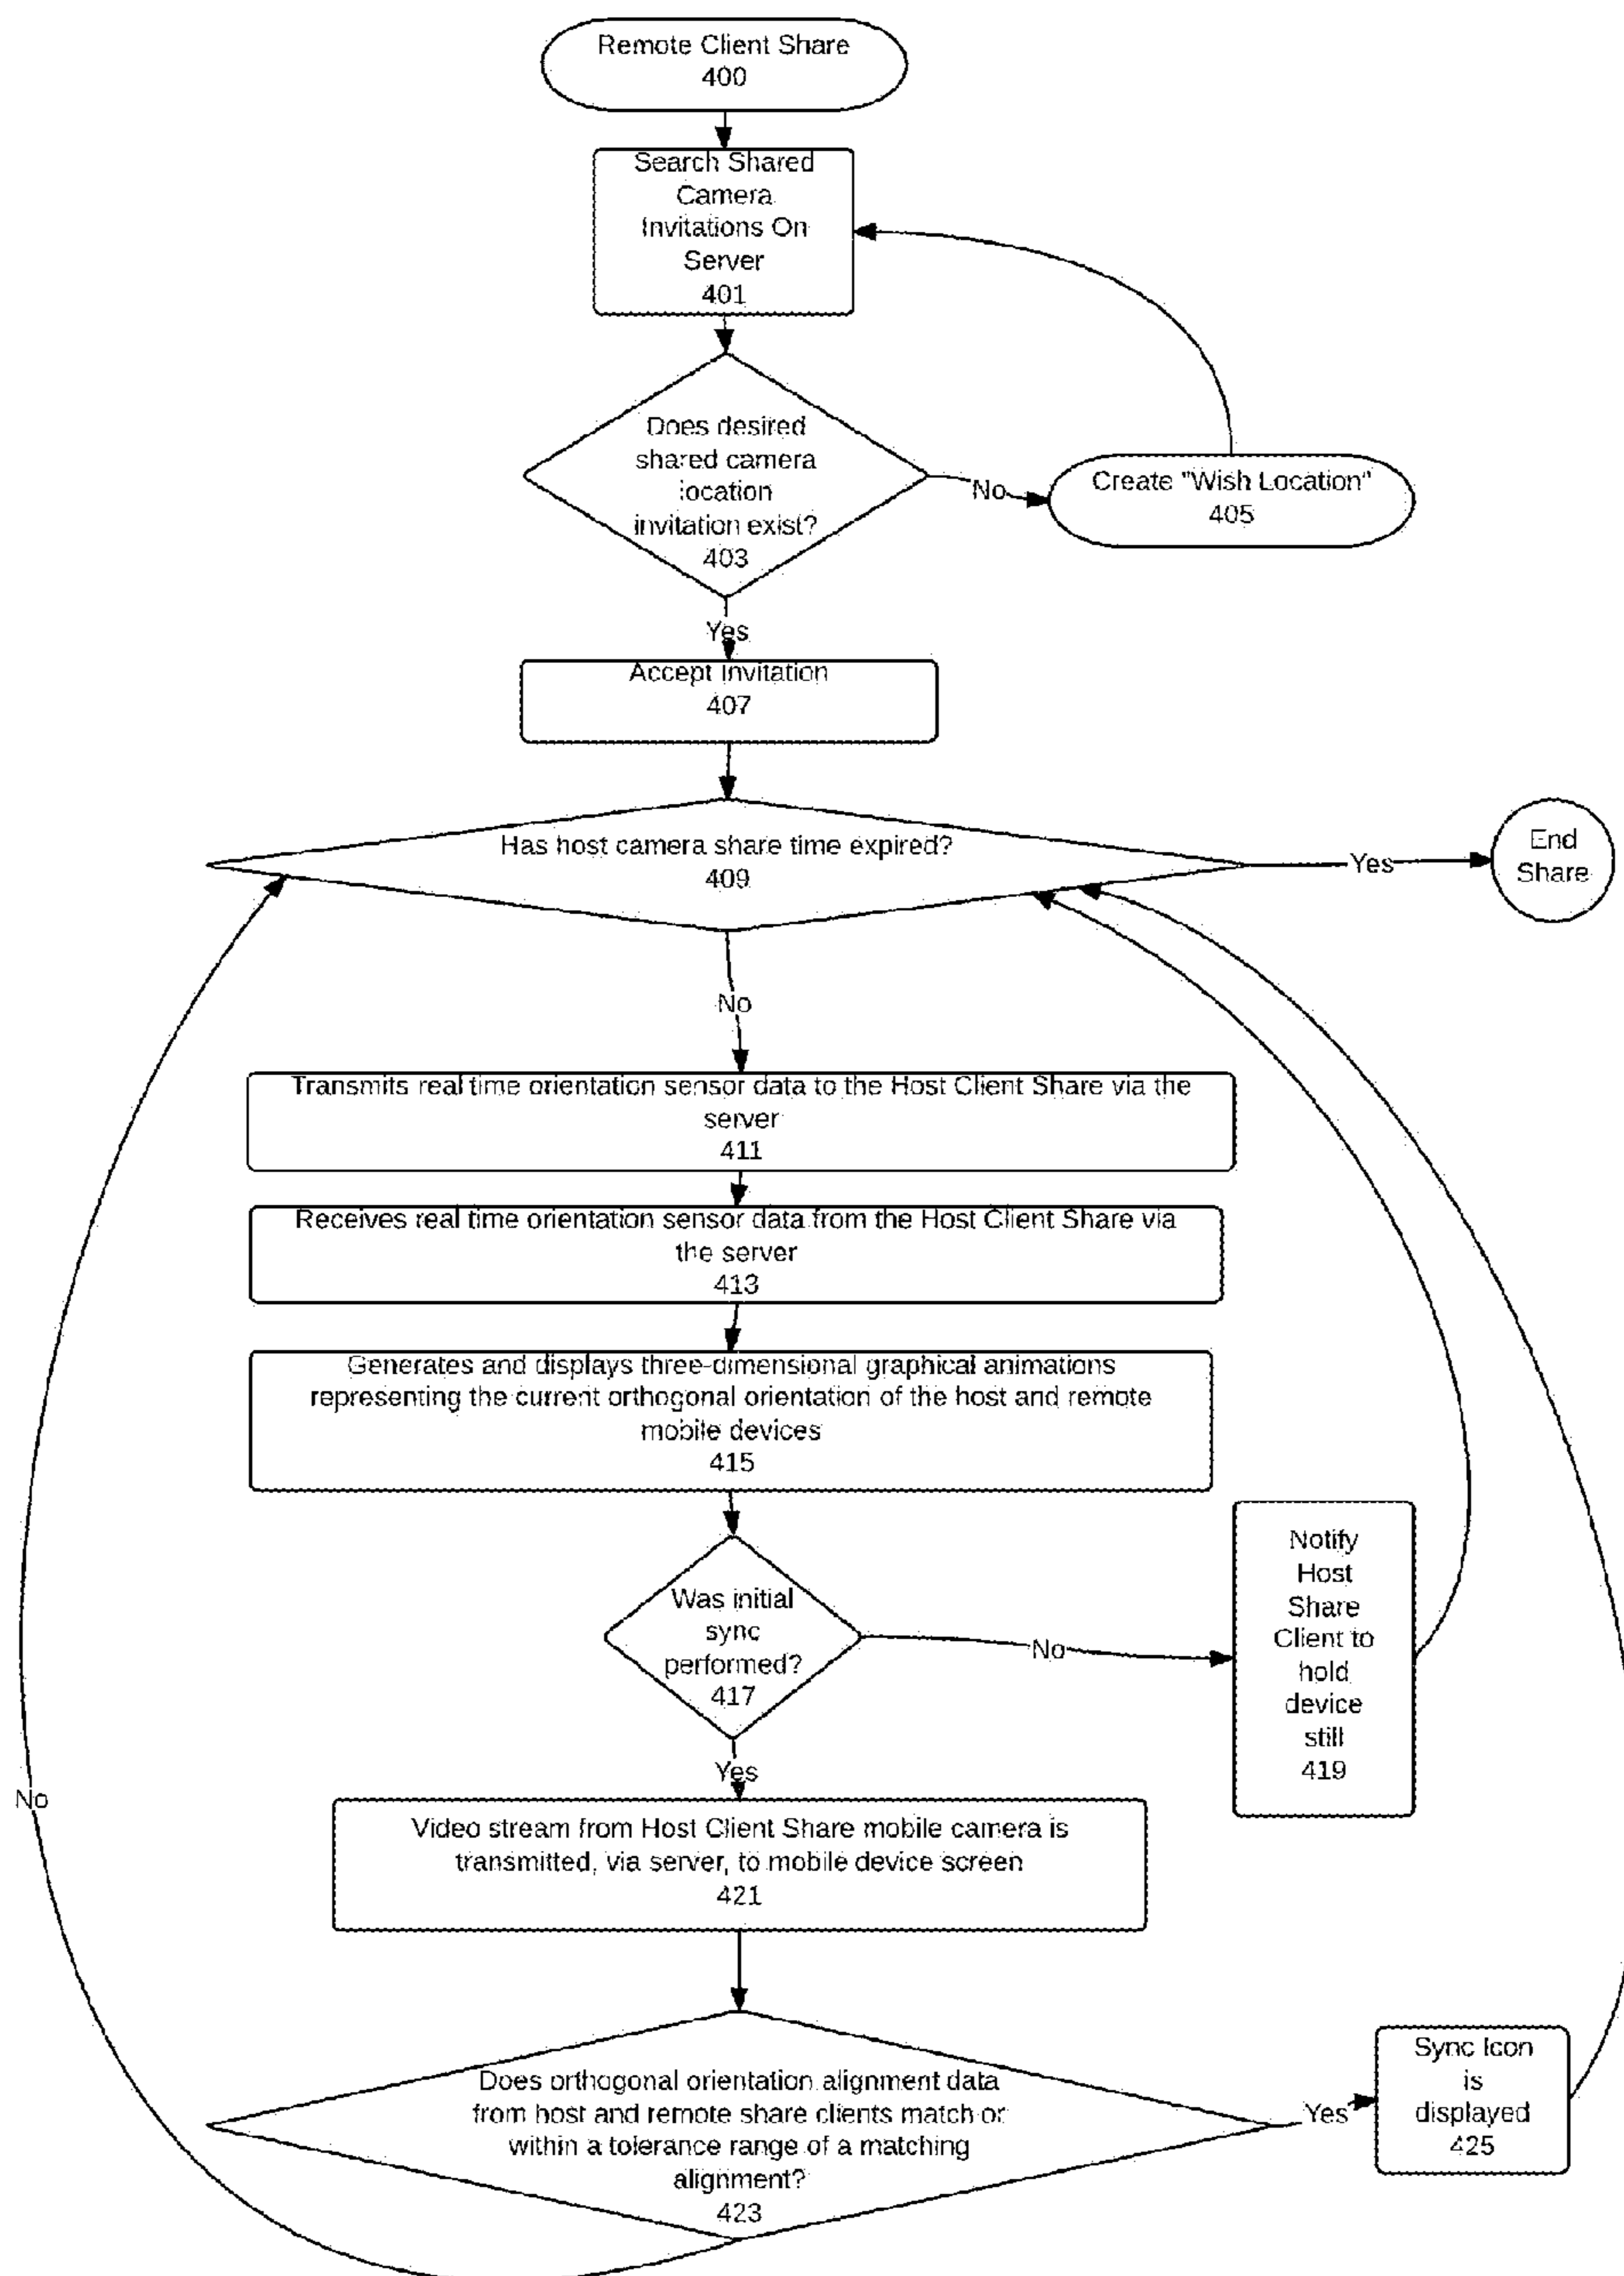 Remote Client Share
400
Search Shared
Camera
Invitations On
Server
401
Does desired
shared camera
location
invitation exist?
403
No
Create "Wish Location"
405
Yes
Accept Invitation
407
Has host camera share time expired?
409
Yes
End
Share
No
Transmits real time orientation sensor data to the Host Client Share via the
server
411
Receives real time orientation sensor data from the Host Client Share via
the server
413
Generates and displays three-dimensional graphical animations
representing the current orthogonal orientation of the host and remote
mobile devices
415
Was initial
sync
performed?
417
No
Notify
Host
Share
Client to
hold
device
still
419
Yes
No
Video stream from Host Client Share mobile camera is
transmitted, via server, to mobile device screen
421
Does orthogonal orientation alignment data
from host and remote share clients match or
within a tolerance range of a matching
alignment?
423
Yes
Sync Icon
is
displayed
425